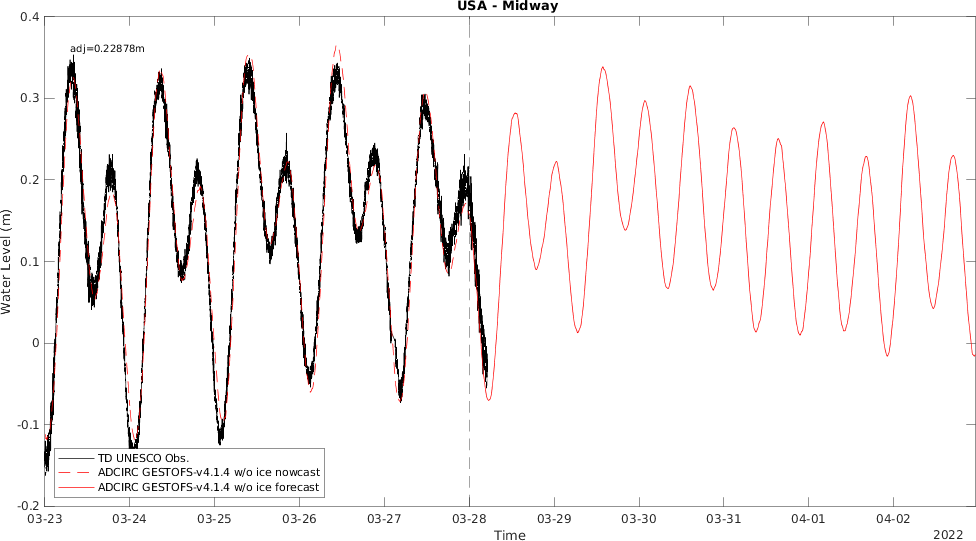 USA - Midway
adj=0.22878m
Water Level (m)
0.4
0.3
0.2
0.1
0
-0.1
-0.2
TD UNESCO Obs.
ADCIRC GESTOFS-v4.1.4 w/o ice nowcast
ADCIRC GESTOFS-v4.1.4 w/o ice forecast
03-23 03-24 03-25 03-26 03-27 03-28 03-29 03-30 03-31 04-01 04-02
Time
2022